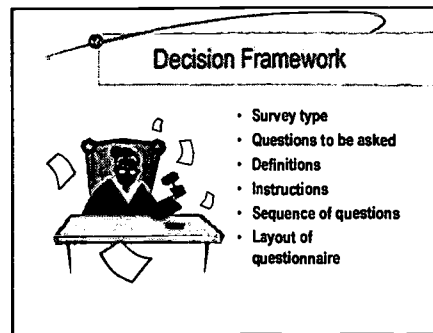 Decision Framework
• Survey type
• Questions to be asked
• Definitions
• Instructions
• Sequence of questions
• Layout of
questionnaire